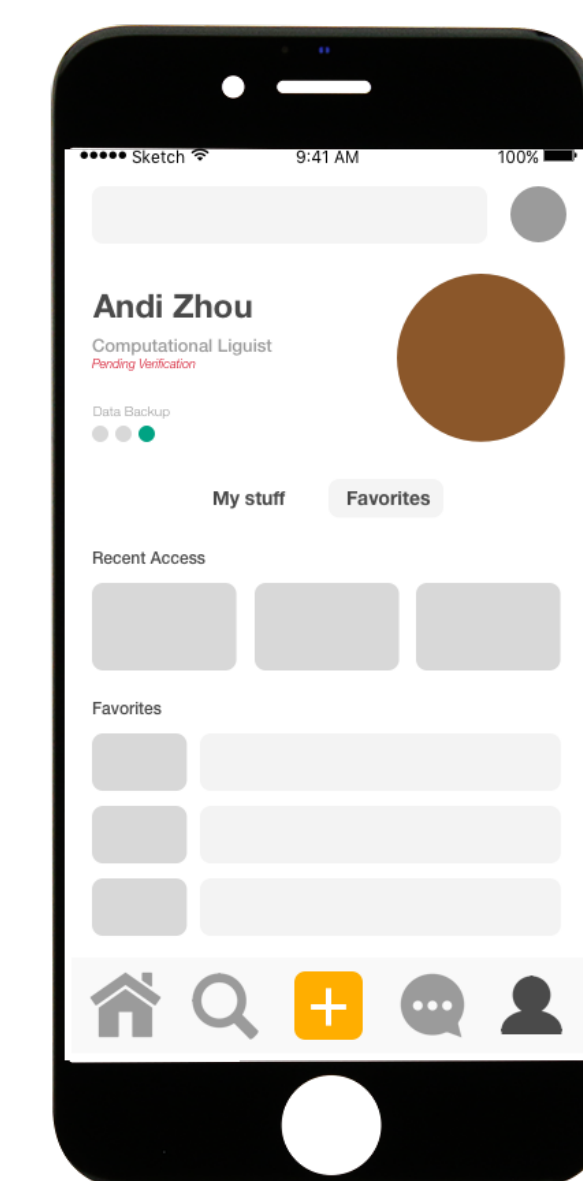 ●●●●● Sketch 9:41 AM 100%
Andi Zhou
Computational Liguist
Pending Verification
Data Backup
My stuff Favorites
Recent Access
Favorites